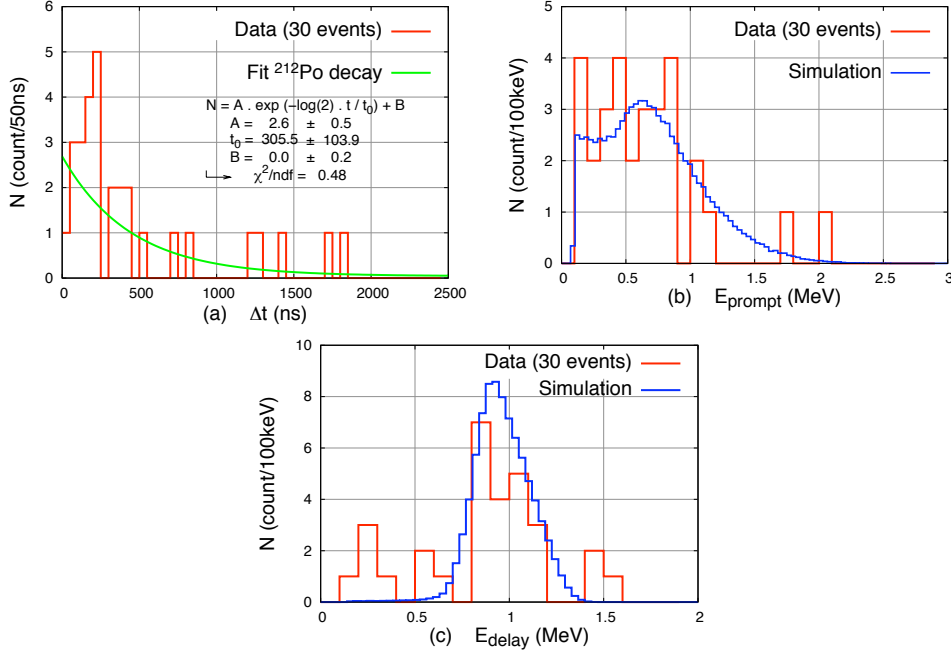 Data (30 events)
Fit ²¹²Po decay
N = A . exp (−log(2) . t / t₀) + B
A = 2.6 ± 0.5
t₀ = 305.5 ± 103.9
B = 0.0 ± 0.2
χ²/ndf = 0.48
N (count/50ns)
6
5
4
3
2
1
0
0 500 1000 1500 2000 2500
(a) Δt (ns)
Data (30 events)
Simulation
N (count/100keV)
5
4
3
2
1
0
0 0.5 1 1.5 2 2.5 3
(b) E_prompt (MeV)
Data (30 events)
Simulation
N (count/100keV)
10
8
6
4
2
0
0 0.5 1 1.5 2
(c) E_delay (MeV)